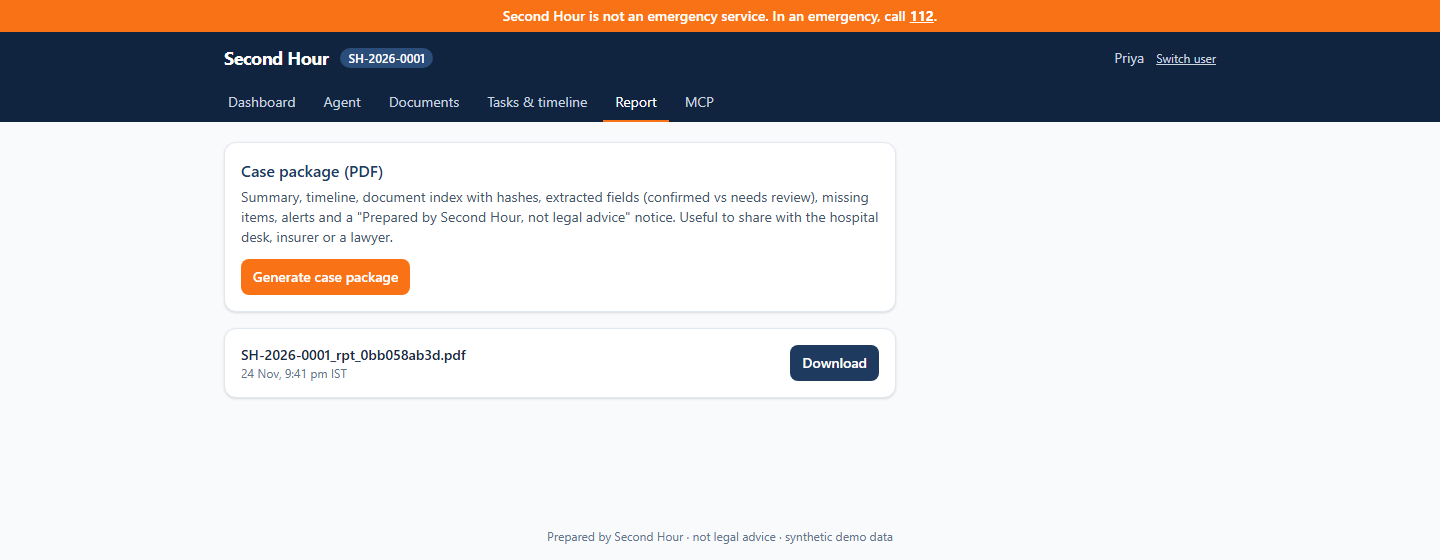 Second Hour is not an emergency service. In an emergency, call 112.
Second Hour SH-2026-0001 Priya Switch user
Dashboard Agent Documents Tasks & timeline Report MCP
Case package (PDF)
Summary, timeline, document index with hashes, extracted fields (confirmed vs needs review), missing
items, alerts and a "Prepared by Second Hour, not legal advice" notice. Useful to share with the hospital
desk, insurer or a lawyer.
Generate case package
SH-2026-0001_rpt_0bb058ab3d.pdf
24 Nov, 9:41 pm IST
Download
Prepared by Second Hour · not legal advice · synthetic demo data